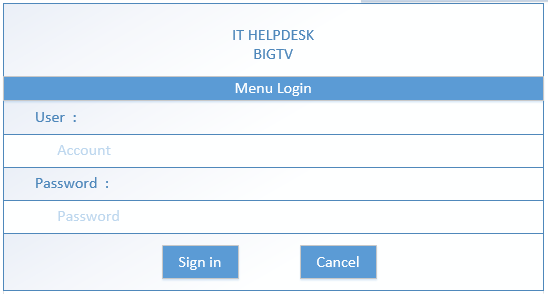 IT HELPDESK
BIGTV
Menu Login
User :
Account
Password :
Password
Sign in Cancel